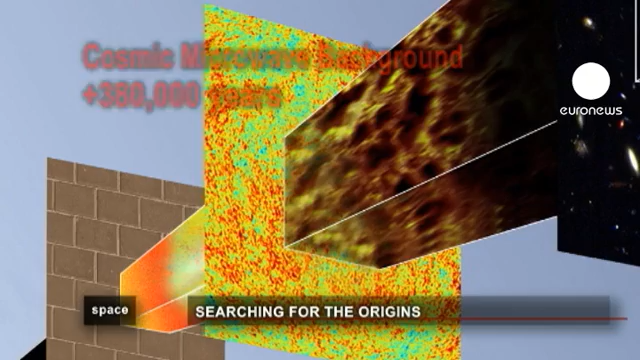 Cosmic Microwave Background
+380,000 years
euronews
space
SEARCHING FOR THE ORIGINS